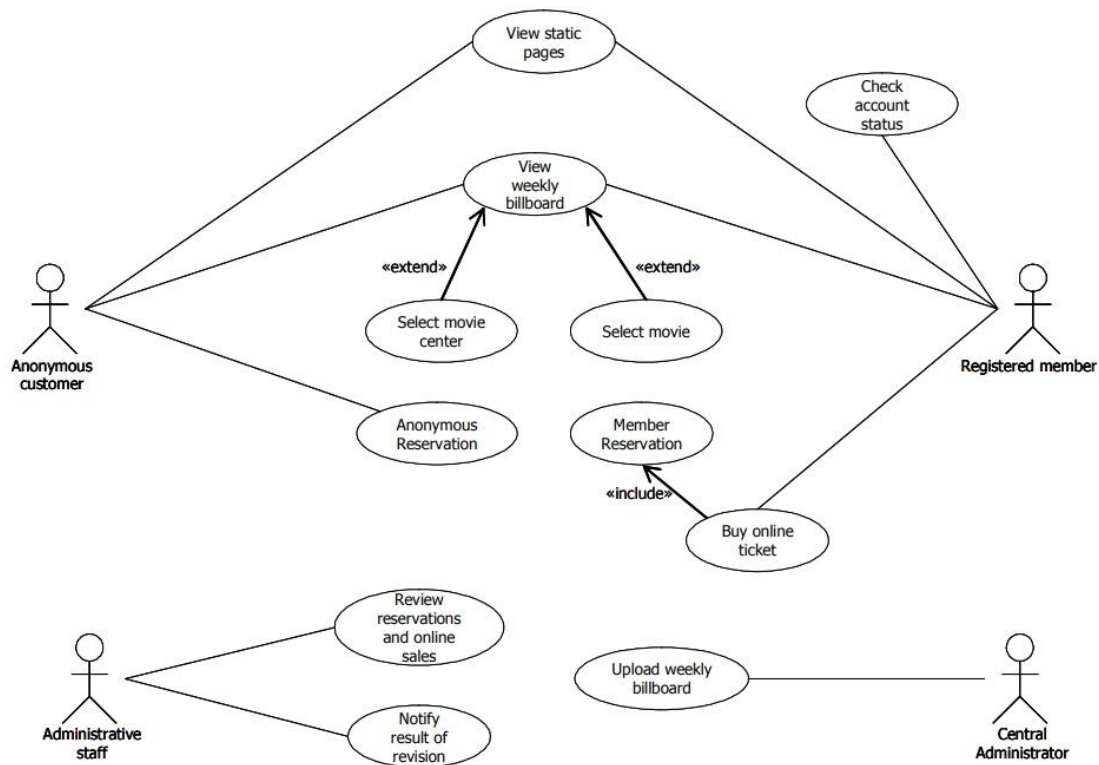 View static
pages
Check
account
status
View
weekly
billboard
«extend»
«extend»
Select movie
center
Select movie
Anonymous
customer
Registered member
Anonymous
Reservation
Member
Reservation
«include»
Buy online
ticket
Review
reservations
and online
sales
Upload weekly
billboard
Notify
result of
revision
Administrative
staff
Central
Administrator